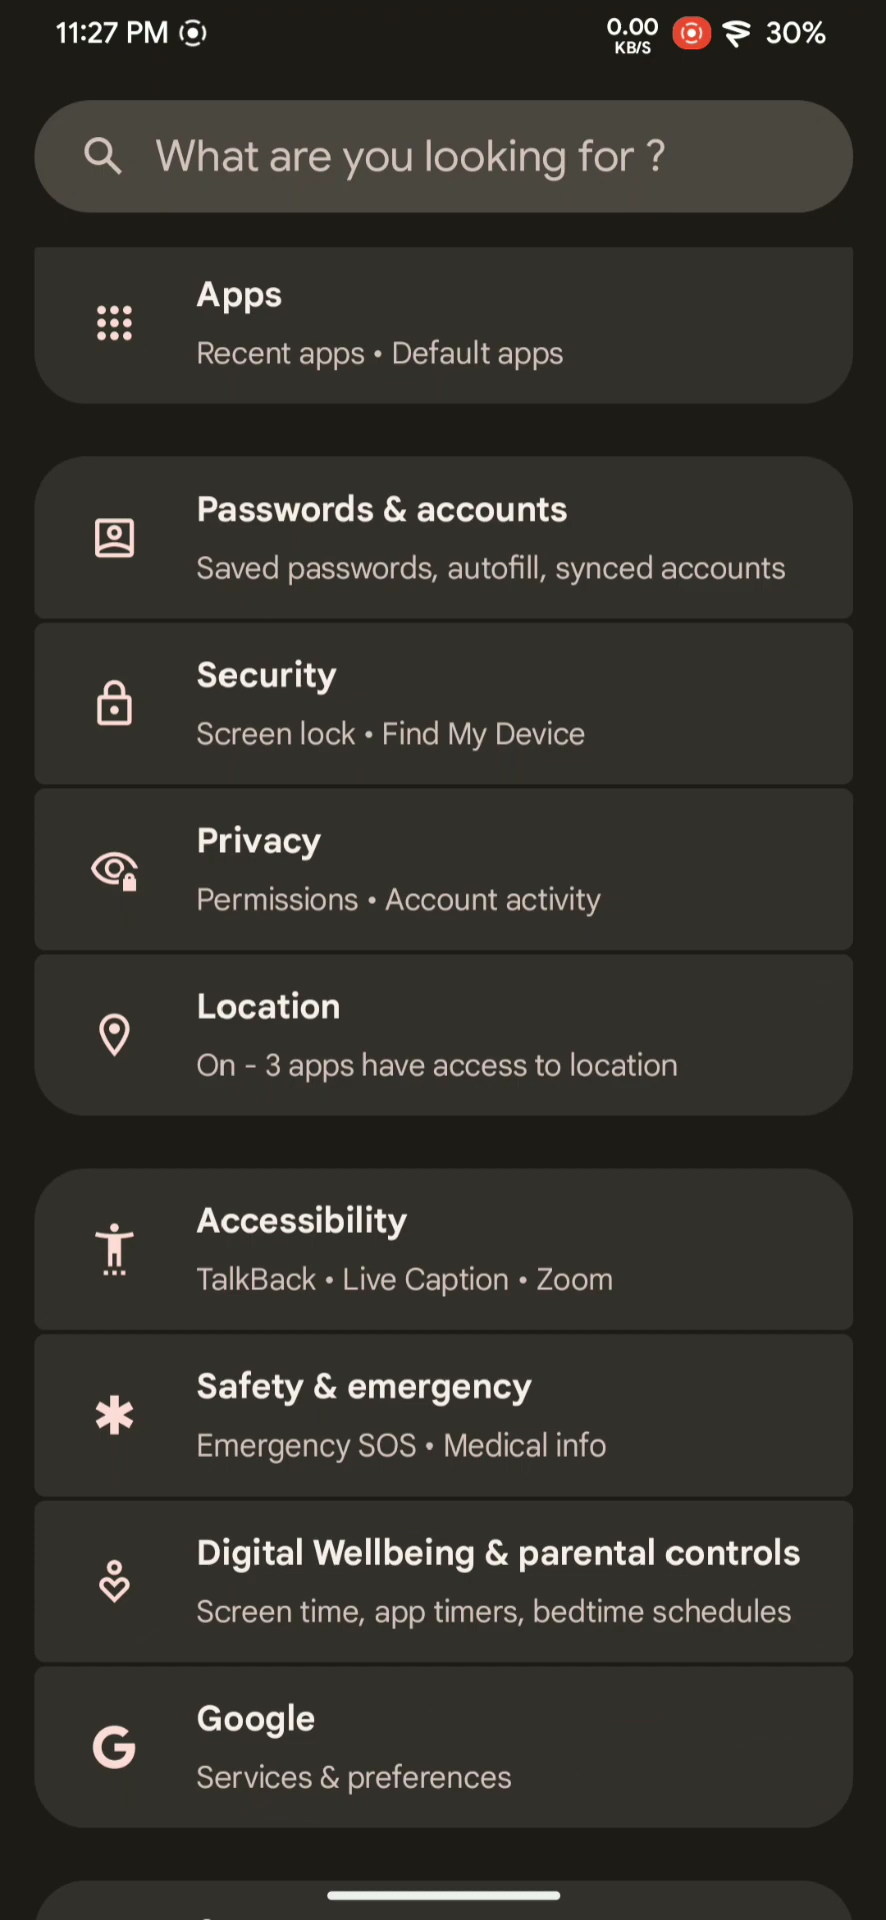 11:27 PM 0.00 KB/S 30%
What are you looking for ?
Apps
Recent apps • Default apps
Passwords & accounts
Saved passwords, autofill, synced accounts
Security
Screen lock • Find My Device
Privacy
Permissions • Account activity
Location
On - 3 apps have access to location
Accessibility
TalkBack • Live Caption • Zoom
Safety & emergency
Emergency SOS • Medical info
Digital Wellbeing & parental controls
Screen time, app timers, bedtime schedules
Google
Services & preferences